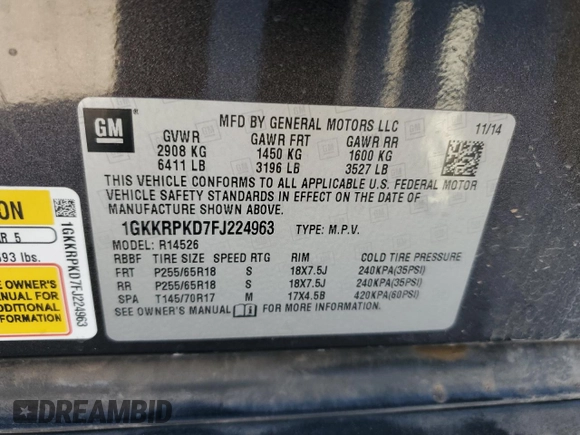 GM
MFD BY GENERAL MOTORS LLC 11/14
GVWR GAWR FRT GAWR RR
2908 KG 1450 KG 1600 KG
6411 LB 3196 LB 3527 LB
THIS VEHICLE CONFORMS TO ALL APPLICABLE U.S. FEDERAL MOTOR
VEHICLE SAFETY STANDARDS IN EFFECT ON THE DATE OF
MANUFACTURE SHOWN ABOVE.
1GKKRPKD7FJ224963 TYPE: M.P.V.
MODEL: R14526
RBBF TIRE SIZE SPEED RTG RIM COLD TIRE PRESSURE
FRT P255/65R18 S 18X7.5J 240KPA(35PSI)
RR P255/65R18 S 18X7.5J 240KPA(35PSI)
SPA T145/70R17 M 17X4.5B 420KPA(60PSI)
SEE OWNER'S MANUAL FOR MORE INFORMATION.
ION
R 5
693 lbs.
E OWNER'S
NUAL FOR
DDITIONAL
ORMATION
1GKKRPKD7FJ224963
DREAMBID